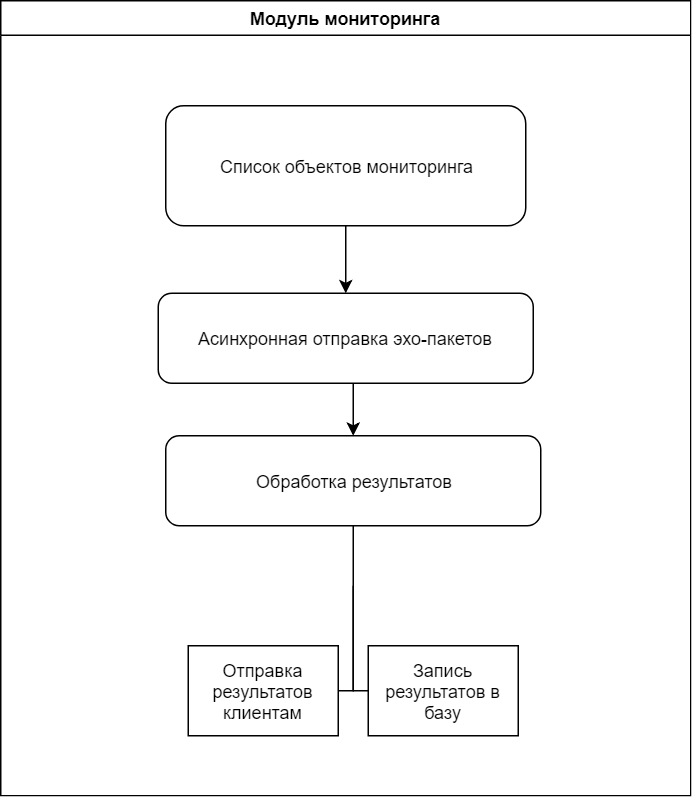 Модуль мониторинга
Список объектов мониторинга
Асинхронная отправка эхо-пакетов
Обработка результатов
Отправка
результатов
клиентам
Запись
результатов в
базу